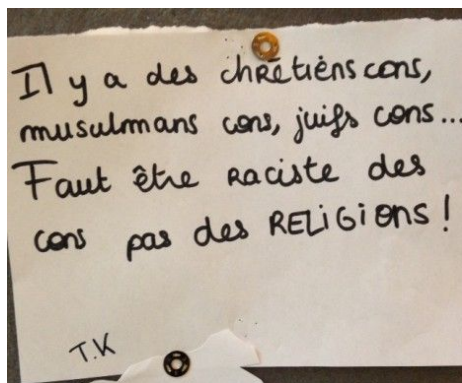 Il y a des chRétiens cons,
musulmans cons, juifs cons...
Faut être Raciste des
cons pas des RELiGiONS !
T.K